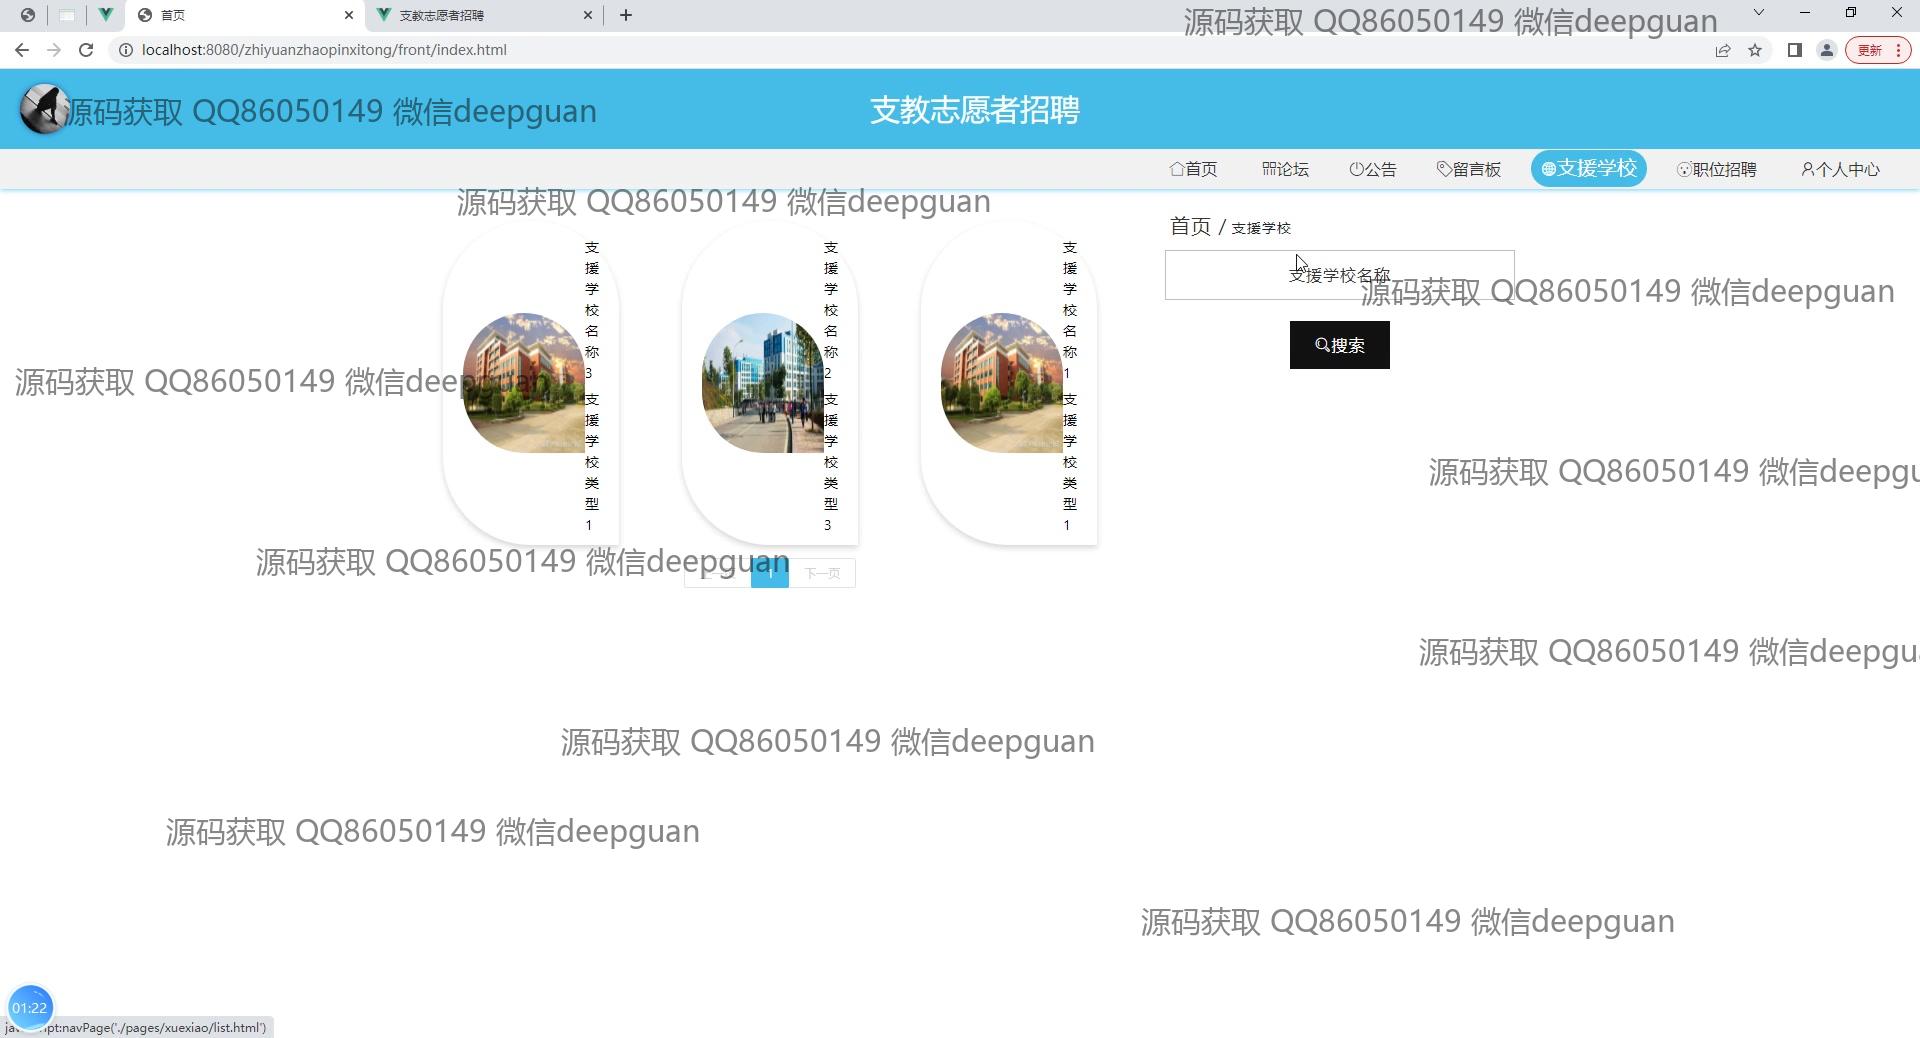 首页
支教志愿者招聘
源码获取 QQ86050149 微信deepguan
localhost:8080/zhiyuanzhaopinxitong/front/index.html
更新
源码获取 QQ86050149 微信deepguan
支教志愿者招聘
首页
论坛
公告
留言板
支援学校
职位招聘
个人中心
源码获取 QQ86050149 微信deepguan
首页 / 支援学校
支援学校名称
源码获取 QQ86050149 微信deepguan
搜索
支援学校名称3
支援学校类型1
支援学校名称2
支援学校类型3
支援学校名称1
支援学校类型1
源码获取 QQ86050149 微信deepguan
源码获取 QQ86050149 微信deepgu
源码获取 QQ86050149 微信deepguan
1
下一页
源码获取 QQ86050149 微信deepgu
源码获取 QQ86050149 微信deepguan
源码获取 QQ86050149 微信deepguan
源码获取 QQ86050149 微信deepguan
01:22
pt:navPage('./pages/xuexiao/list.html')